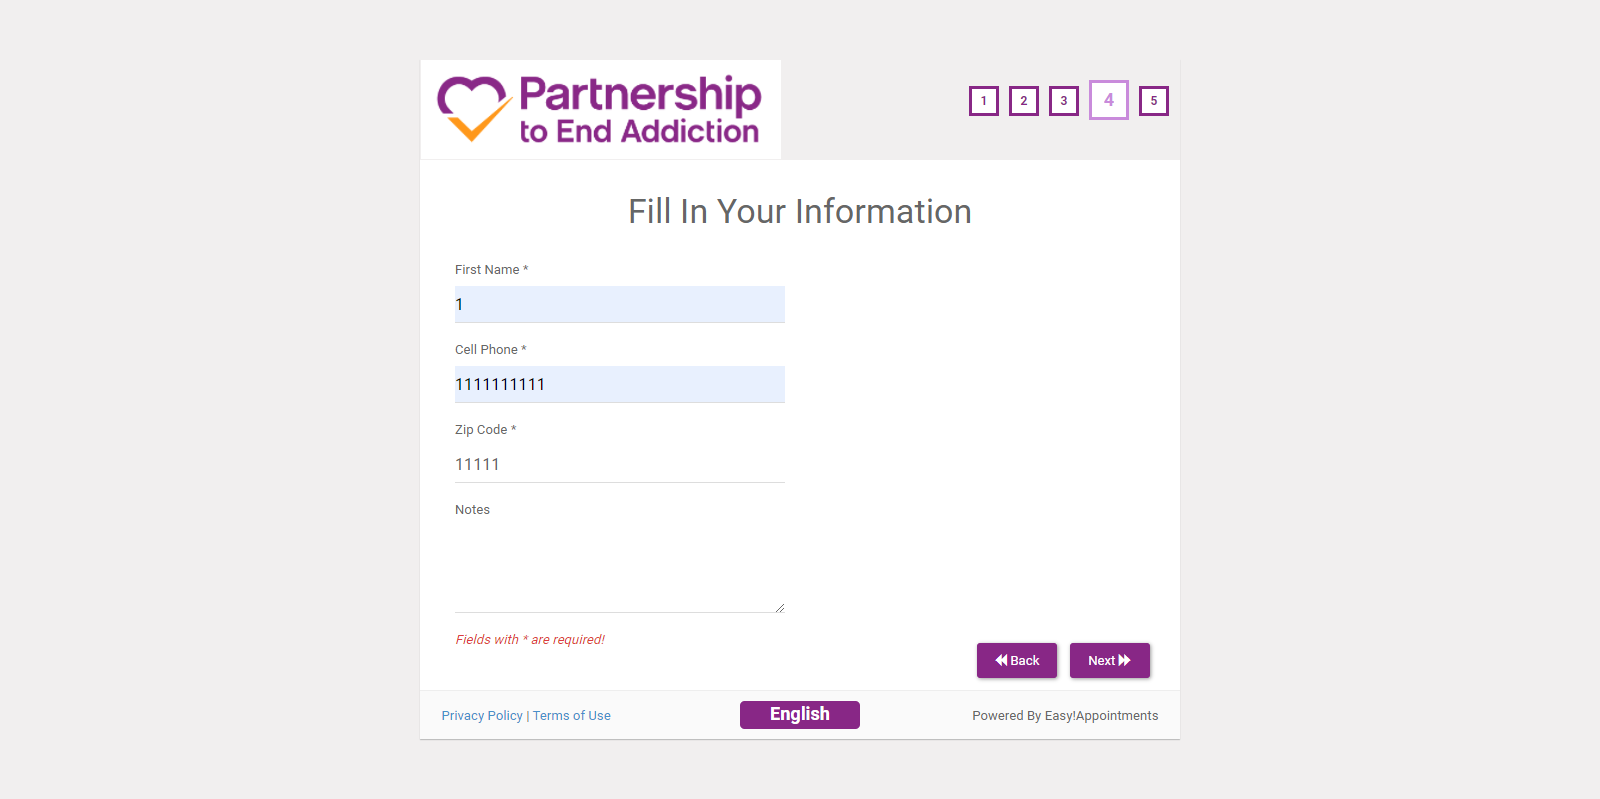 Partnership
to End Addiction
1 2 3 4 5
Fill In Your Information
First Name *
1
Cell Phone *
1111111111
Zip Code *
11111
Notes
Fields with * are required!
Back Next
Privacy Policy | Terms of Use English Powered By Easy!Appointments